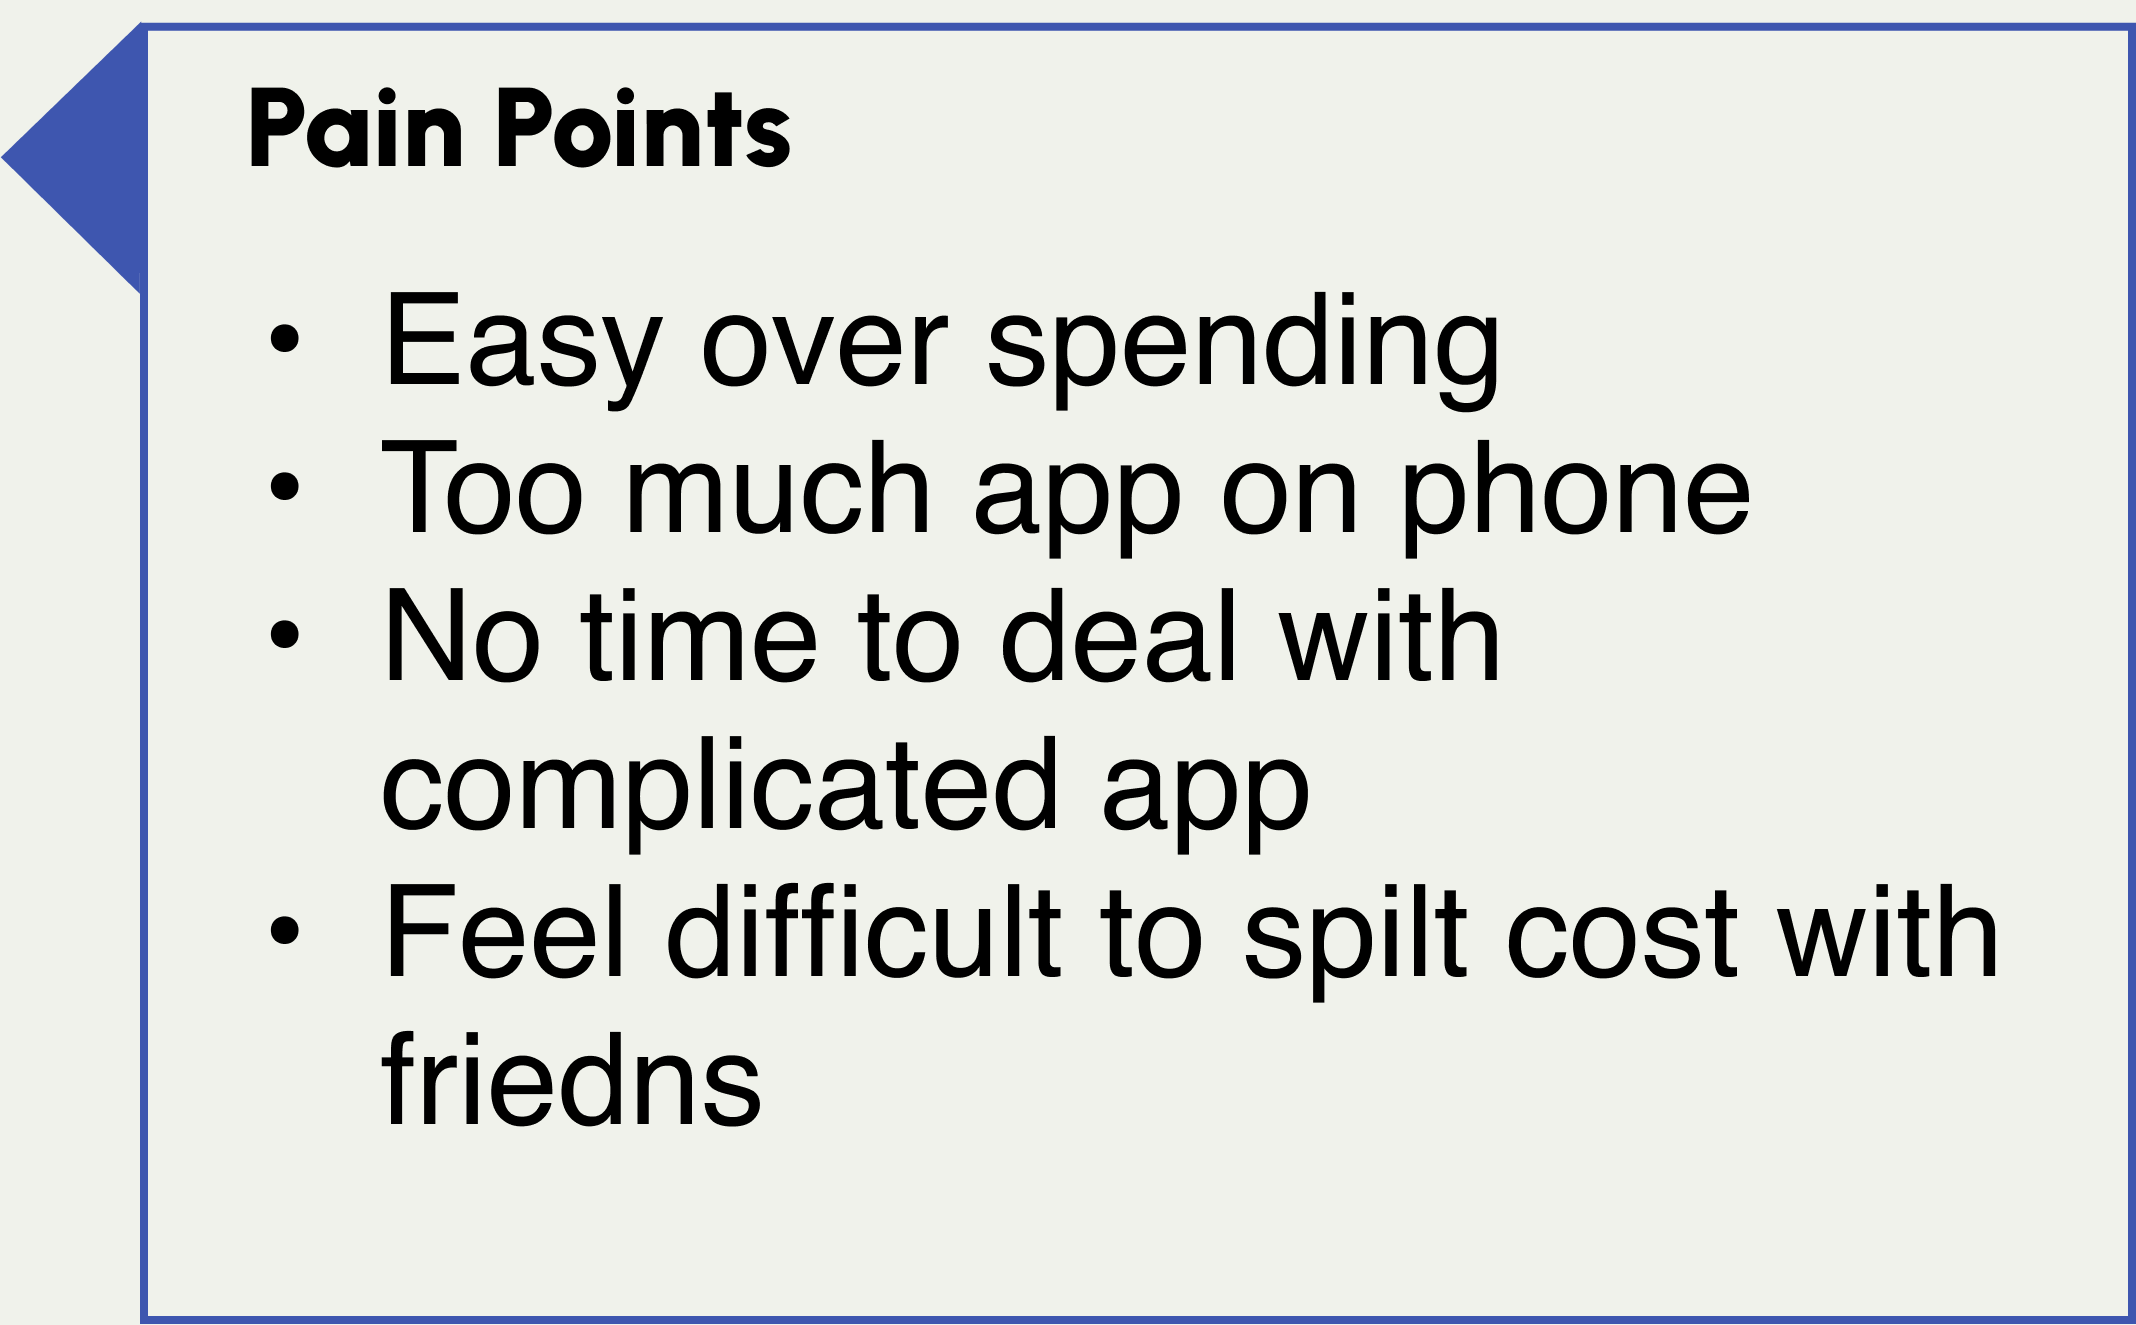 Pain Points
• Easy over spending
• Too much app on phone
• No time to deal with
complicated app
• Feel difficult to spilt cost with
friedns